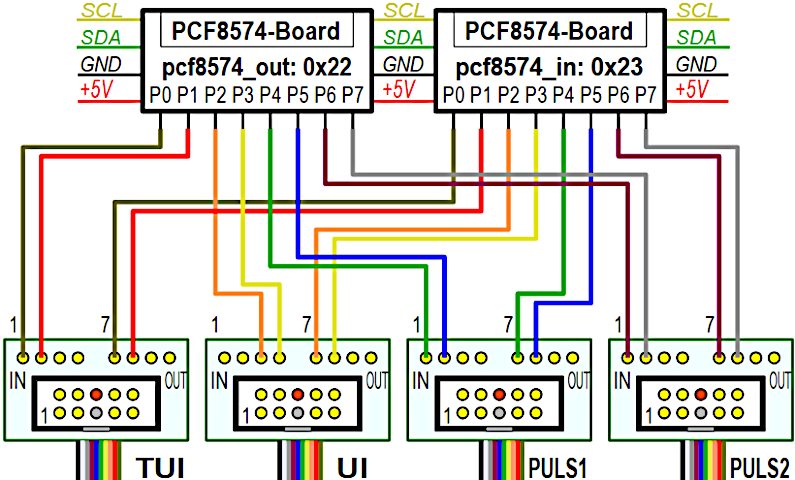 SCL SCL SCL
PCF8574-Board PCF8574-Board
SDA SDA SDA
GND pcf8574_out: 0x22 GND pcf8574_in: 0x23 GND
+5V P0 P1 P2 P3 P4 P5 P6 P7 +5V P0 P1 P2 P3 P4 P5 P6 P7 +5V
1 7 1 7 1 7 1 7
IN OUT IN OUT IN OUT IN OUT
1 1 1 1
TUI UI PULS1 PULS2